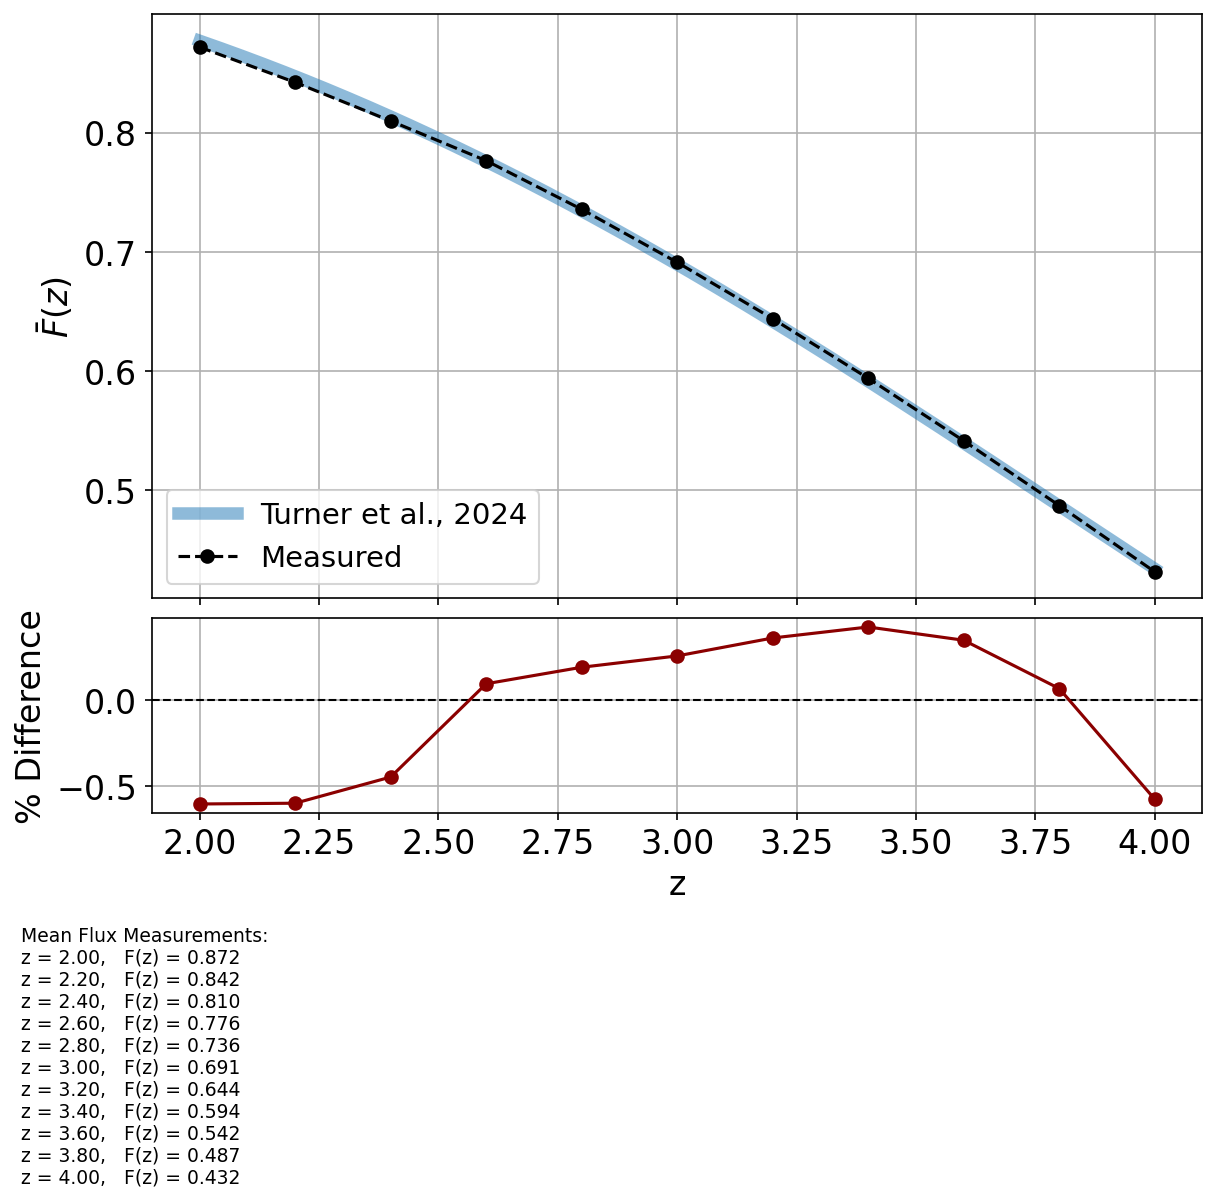 0.8
0.7
0.6
0.5
F̄(z)
Turner et al., 2024
Measured
0.0
−0.5
% Difference
2.00 2.25 2.50 2.75 3.00 3.25 3.50 3.75 4.00
z
Mean Flux Measurements:
z = 2.00, F(z) = 0.872
z = 2.20, F(z) = 0.842
z = 2.40, F(z) = 0.810
z = 2.60, F(z) = 0.776
z = 2.80, F(z) = 0.736
z = 3.00, F(z) = 0.691
z = 3.20, F(z) = 0.644
z = 3.40, F(z) = 0.594
z = 3.60, F(z) = 0.542
z = 3.80, F(z) = 0.487
z = 4.00, F(z) = 0.432